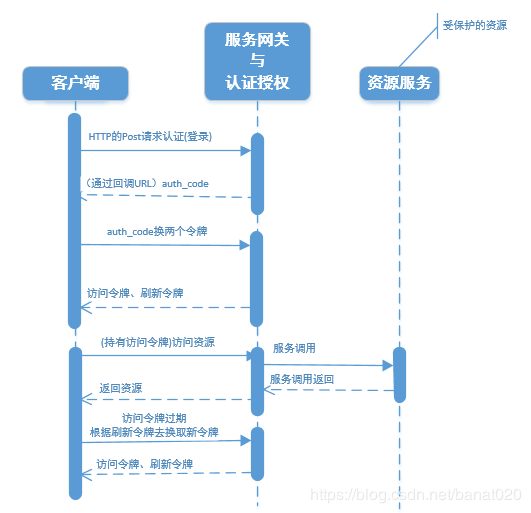 受保护的资源
服务网关
与
认证授权
客户端
资源服务
HTTP的Post请求认证(登录)
（通过回调URL）auth_code
auth_code换两个令牌
访问令牌、刷新令牌
(持有访问令牌)访问资源
服务调用
服务调用返回
返回资源
访问令牌过期
根据刷新令牌去换取新令牌
访问令牌、刷新令牌
https://blog.csdn.net/banat020